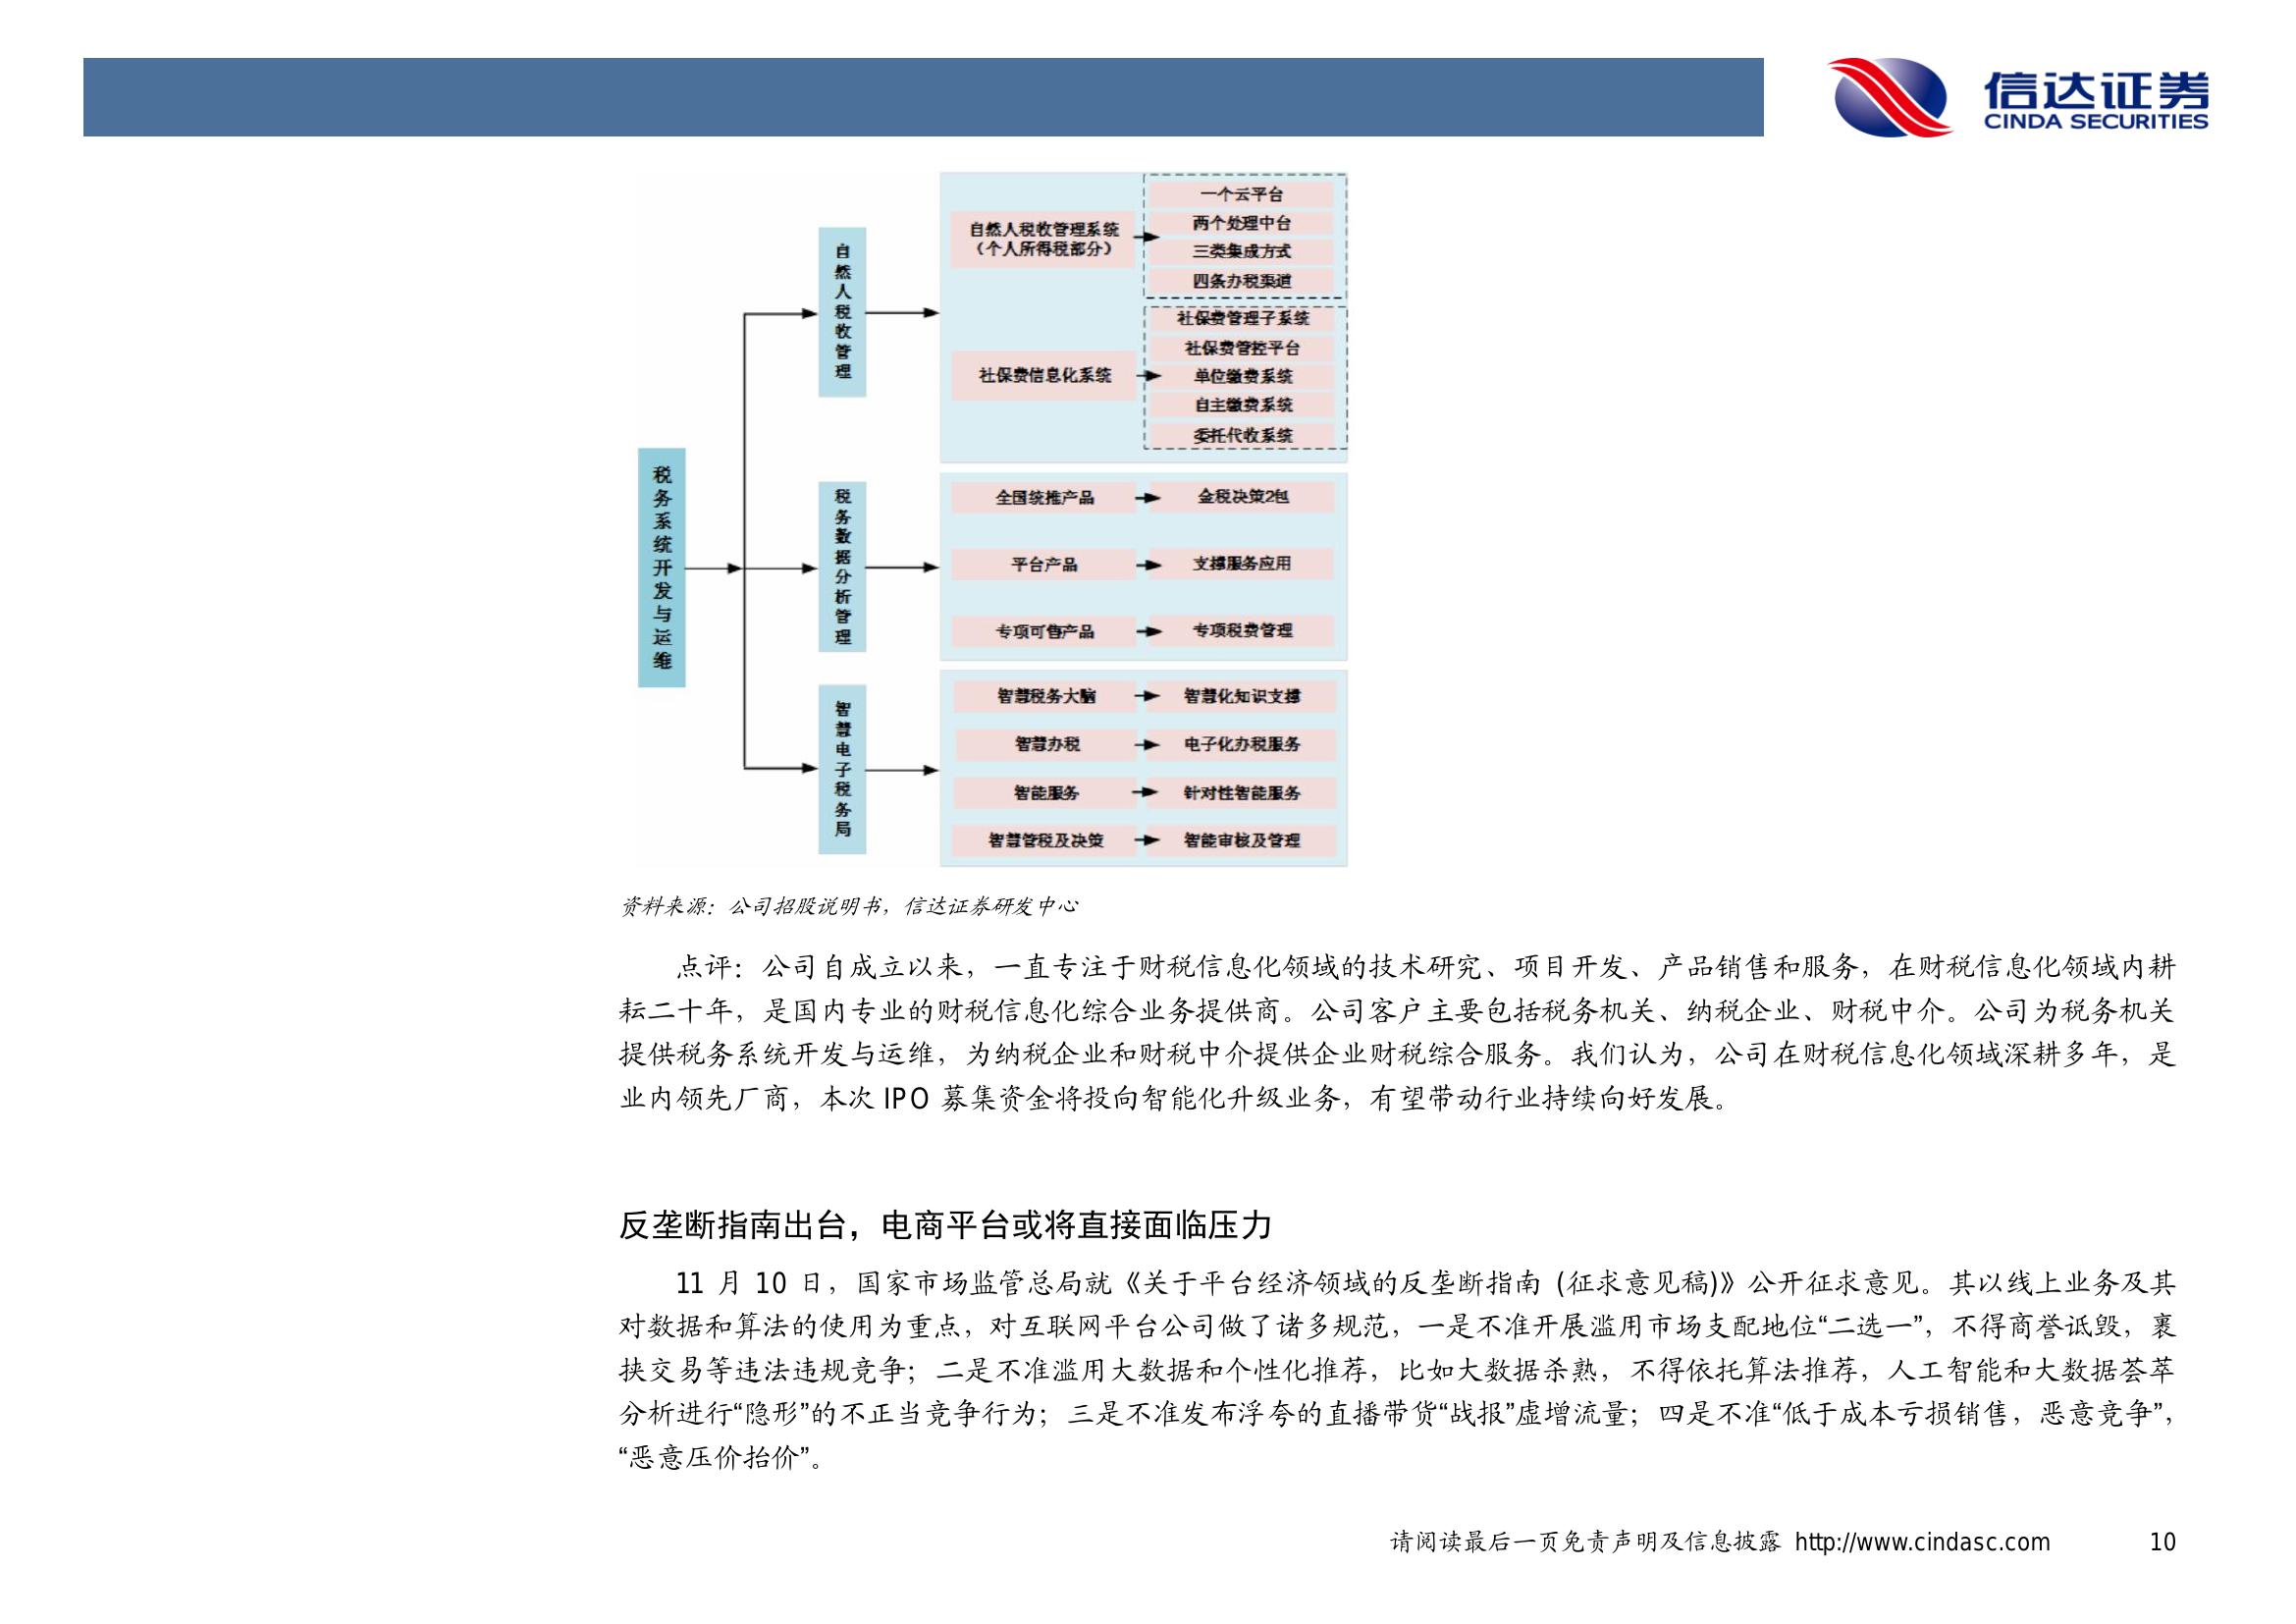 信达证券
CINDA SECURITIES
税务系统开发与运维
自然人税收管理
自然人税收管理系统
（个人所得税部分）
一个云平台
两个处理中台
三类集成方式
四条办税渠道
社保费信息化系统
社保费管理子系统
社保费管控平台
单位缴费系统
自主缴费系统
委托代收系统
税务数据分析管理
全国统推产品
金税决策2包
平台产品
支撑服务应用
专项可售产品
专项税费管理
智慧电子税务局
智慧税务大脑
智慧化知识支撑
智慧办税
电子化办税服务
智能服务
针对性智能服务
智慧管税及决策
智能审核及管理
资料来源：公司招股说明书，信达证券研发中心
点评：公司自成立以来，一直专注于财税信息化领域的技术研究、项目开发、产品销售和服务，在财税信息化领域内耕
耘二十年，是国内专业的财税信息化综合业务提供商。公司客户主要包括税务机关、纳税企业、财税中介。公司为税务机关
提供税务系统开发与运维，为纳税企业和财税中介提供企业财税综合服务。我们认为，公司在财税信息化领域深耕多年，是
业内领先厂商，本次 IPO 募集资金将投向智能化升级业务，有望带动行业持续向好发展。
反垄断指南出台，电商平台或将直接面临压力
11 月 10 日，国家市场监管总局就《关于平台经济领域的反垄断指南 (征求意见稿)》公开征求意见。其以线上业务及其
对数据和算法的使用为重点，对互联网平台公司做了诸多规范，一是不准开展滥用市场支配地位“二选一”，不得商誉诋毁，裹
挟交易等违法违规竞争；二是不准滥用大数据和个性化推荐，比如大数据杀熟，不得依托算法推荐，人工智能和大数据荟萃
分析进行“隐形”的不正当竞争行为；三是不准发布浮夸的直播带货“战报”虚增流量；四是不准“低于成本亏损销售，恶意竞争”，
“恶意压价抬价”。
请阅读最后一页免责声明及信息披露 http://www.cindasc.com 10